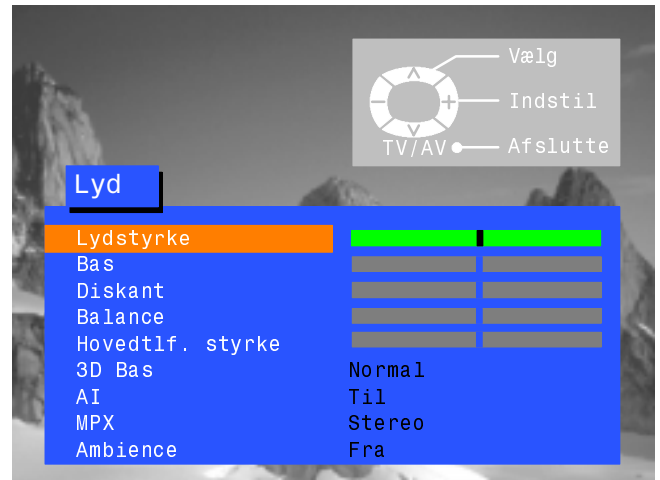 Vælg
Indstil
TV/AV Afslutte
Lyd
Lydstyrke
Bas
Diskant
Balance
Hovedtlf. styrke
3D Bas Normal
AI Til
MPX Stereo
Ambience Fra